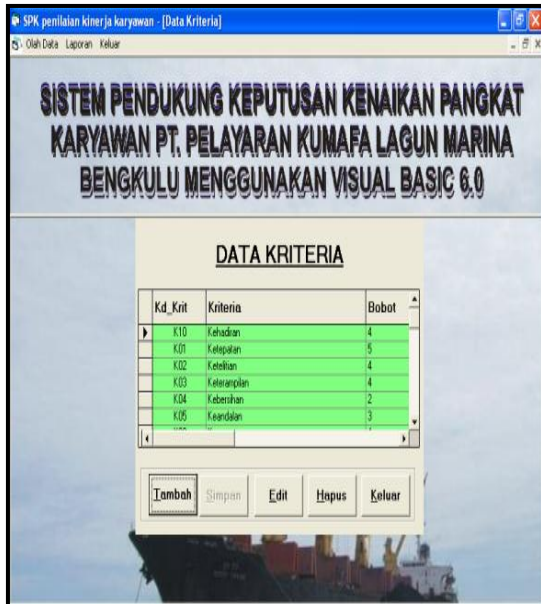 SPK penilaian kinerja karyawan - [Data Kriteria]
Olah Data Laporan Keluar
SISTEM PENDUKUNG KEPUTUSAN KENAIKAN PANGKAT
KARYAWAN PT. PELAYARAN KUMAFA LAGUN MARINA
BENGKULU MENGGUNAKAN VISUAL BASIC 6.0
DATA KRITERIA
Kd_Krit Kriteria Bobot
K10 Kehadiran 4
K01 Ketepatan 5
K02 Ketelitian 4
K03 Keterampilan 4
K04 Kebersihan 2
K05 Keandalan 3
Tambah Simpan Edit Hapus Keluar